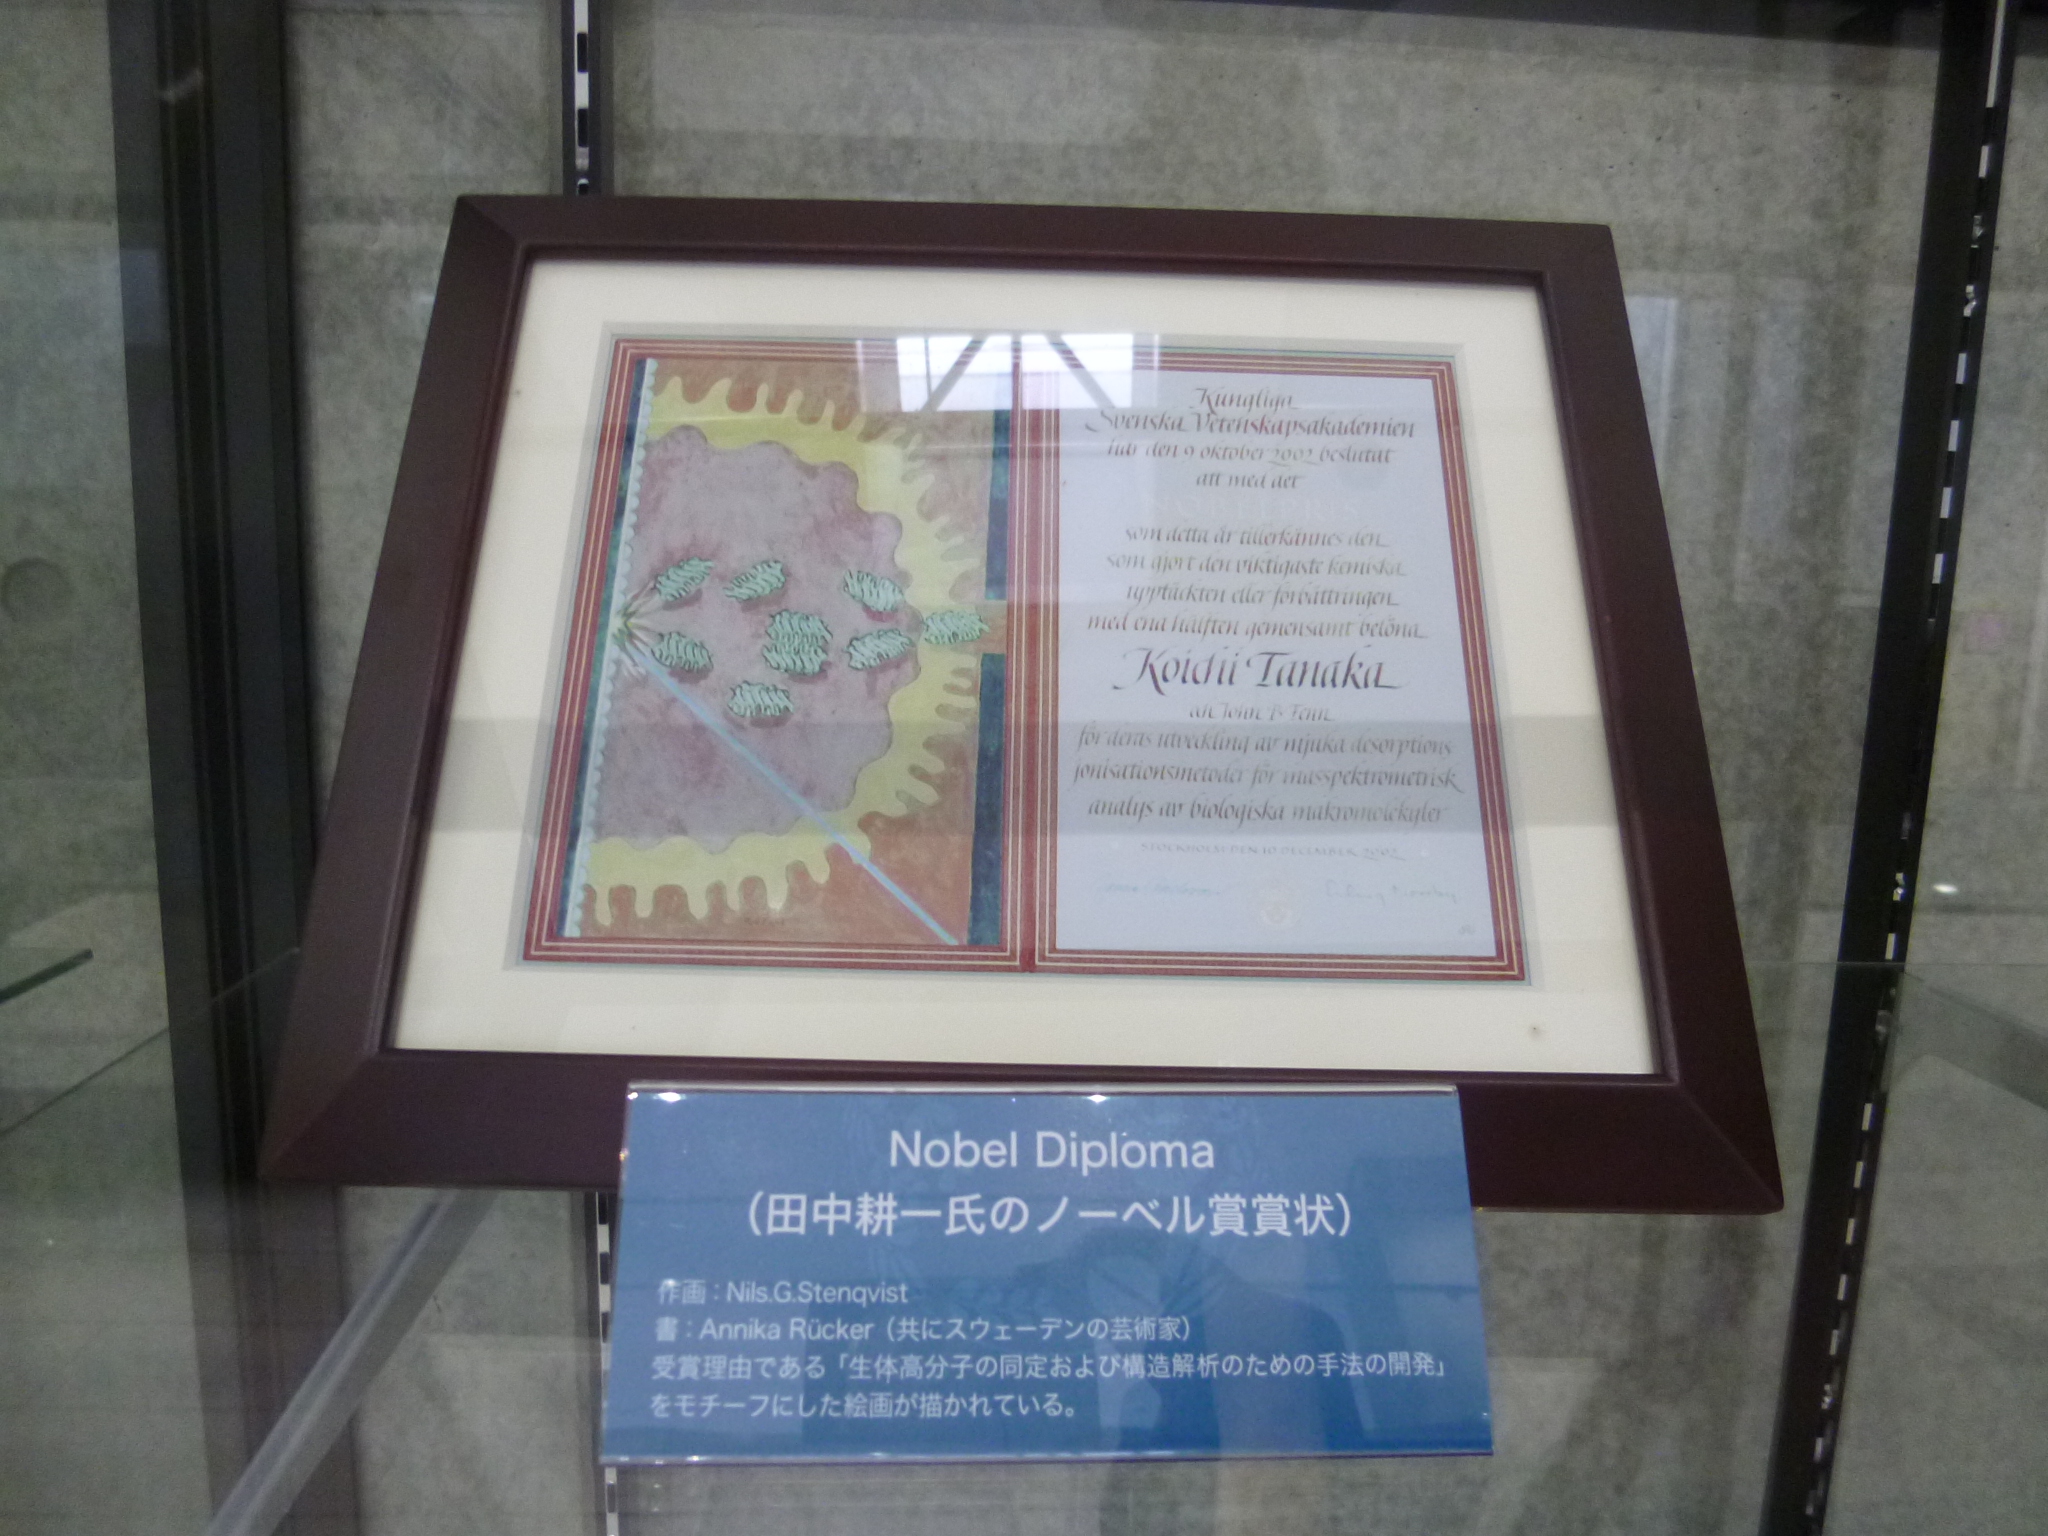 Kungliga
Svenska Vetenskapsakademien
har den 9 oktober 2002 beslutat
att med det
NOBELPRIS
som detta år tillerkännes den
som gjort den viktigaste kemiska
upptäckten eller förbättringen
med ena hälften gemensamt belöna
Koichi Tanaka
och John B. Fenn
för deras utveckling av mjuka desorptions
jonisationsmetoder för masspektrometrisk
analys av biologiska makromolekyler
STOCKHOLM DEN 10 DECEMBER 2002
Nobel Diploma
（田中耕一氏のノーベル賞賞状）
作画：Nils.G.Stenqvist
書：Annika Rücker（共にスウェーデンの芸術家）
受賞理由である「生体高分子の同定および構造解析のための手法の開発」
をモチーフにした絵画が描かれている。